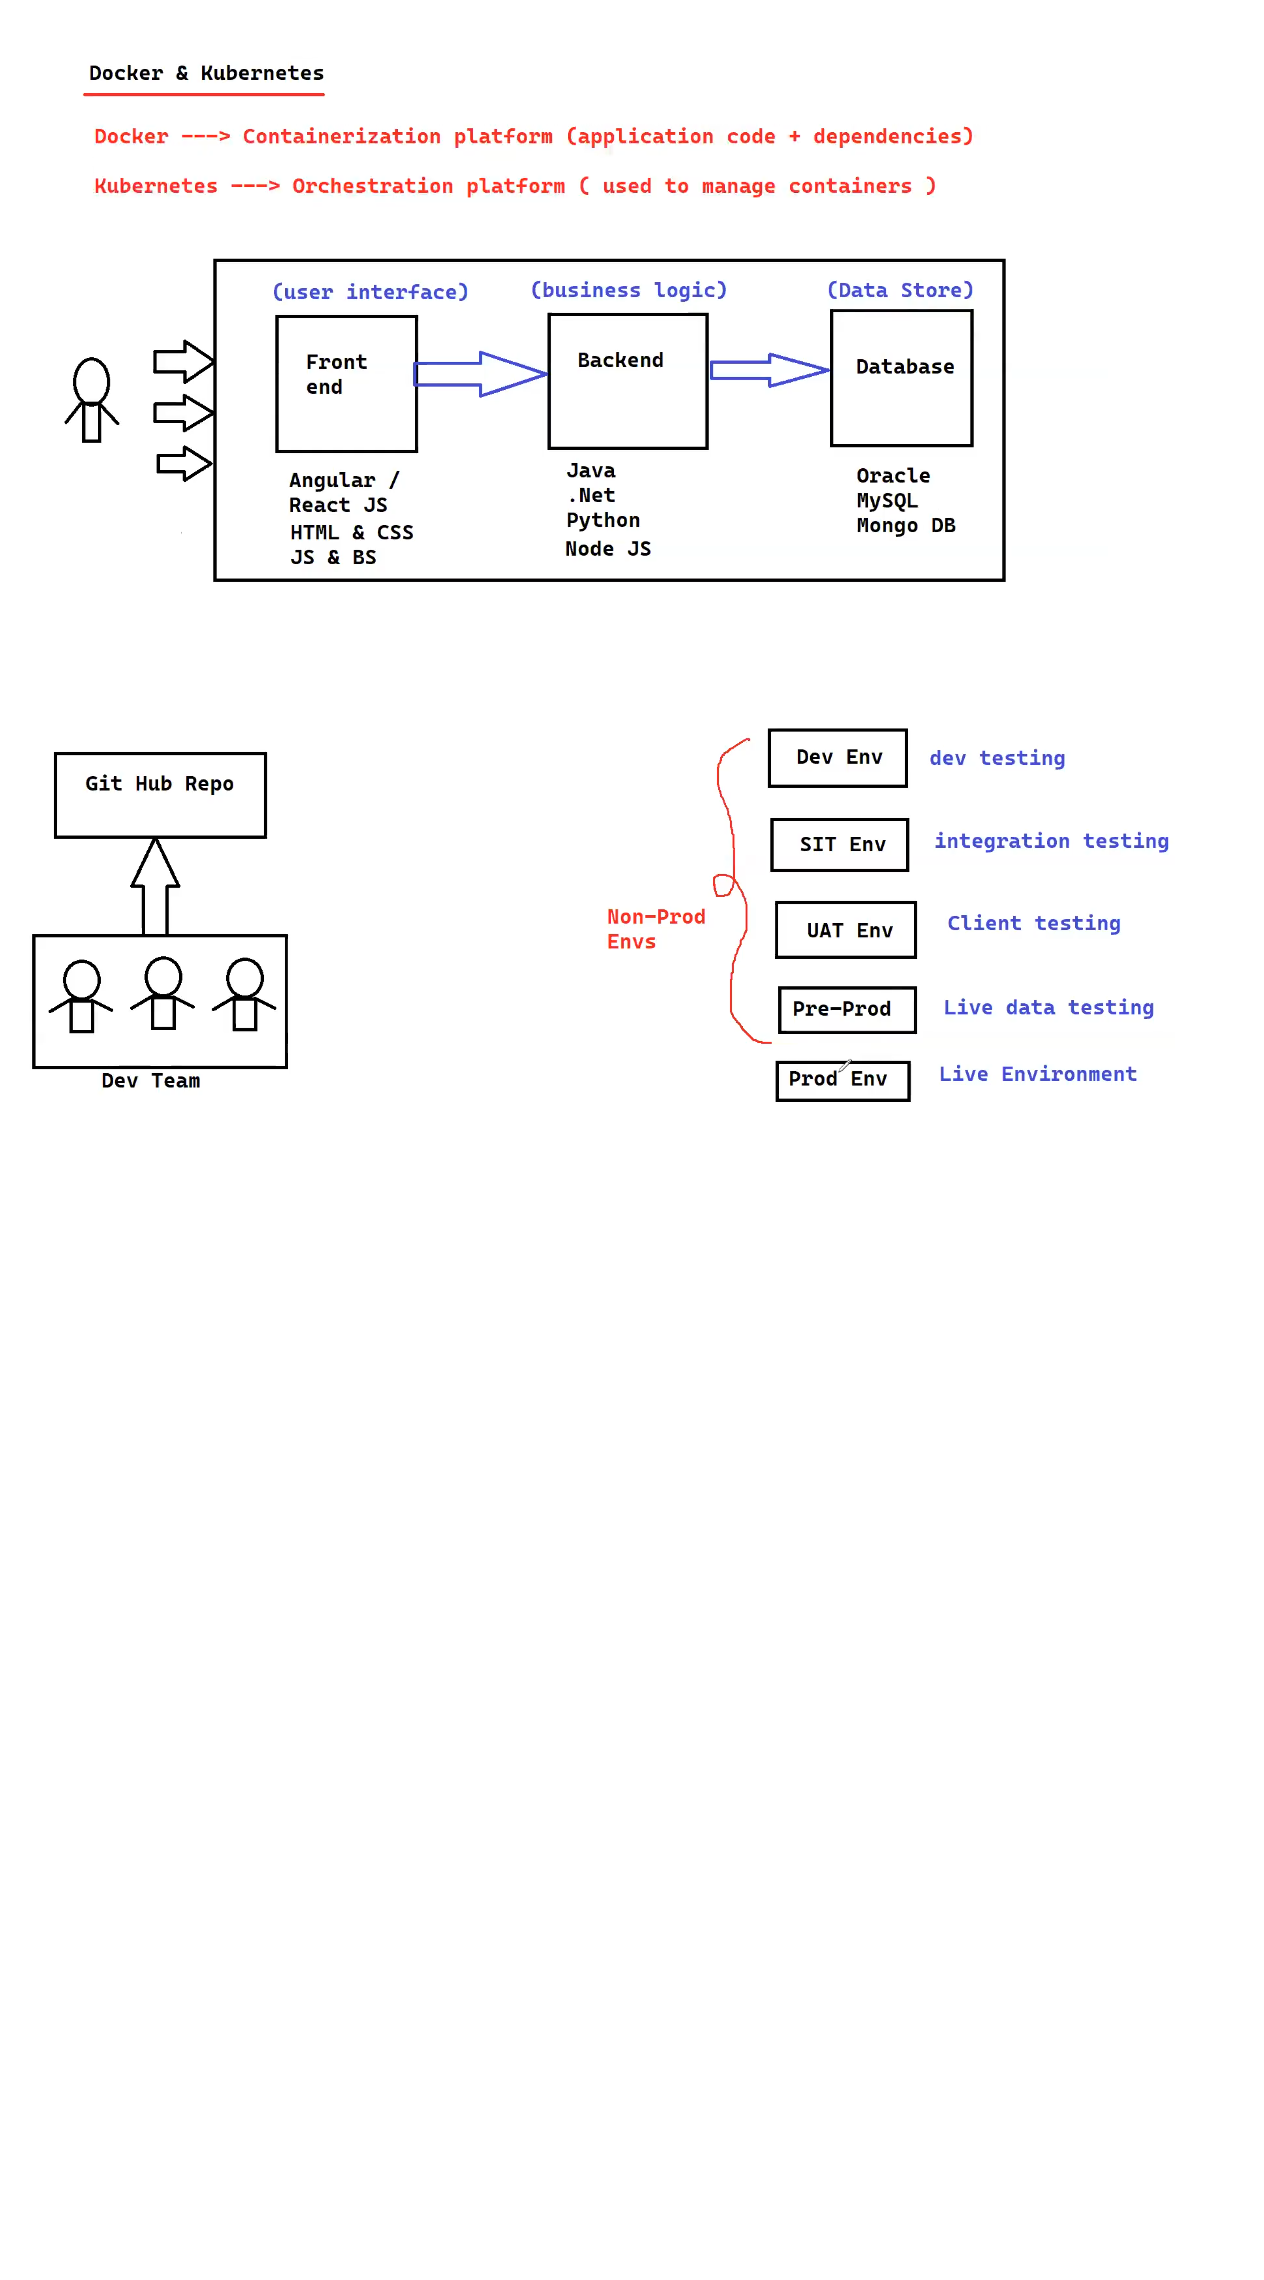 Docker & Kubernetes
Docker ---> Containerization platform (application code + dependencies)
Kubernetes ---> Orchestration platform ( used to manage containers )
(user interface)
(business logic)
(Data Store)
Front
end
Backend
Database
Angular /
React JS
HTML & CSS
JS & BS
Java
.Net
Python
Node JS
Oracle
MySQL
Mongo DB
Git Hub Repo
Dev Team
Non-Prod
Envs
Dev Env
dev testing
SIT Env
integration testing
UAT Env
Client testing
Pre-Prod
Live data testing
Prod Env
Live Environment